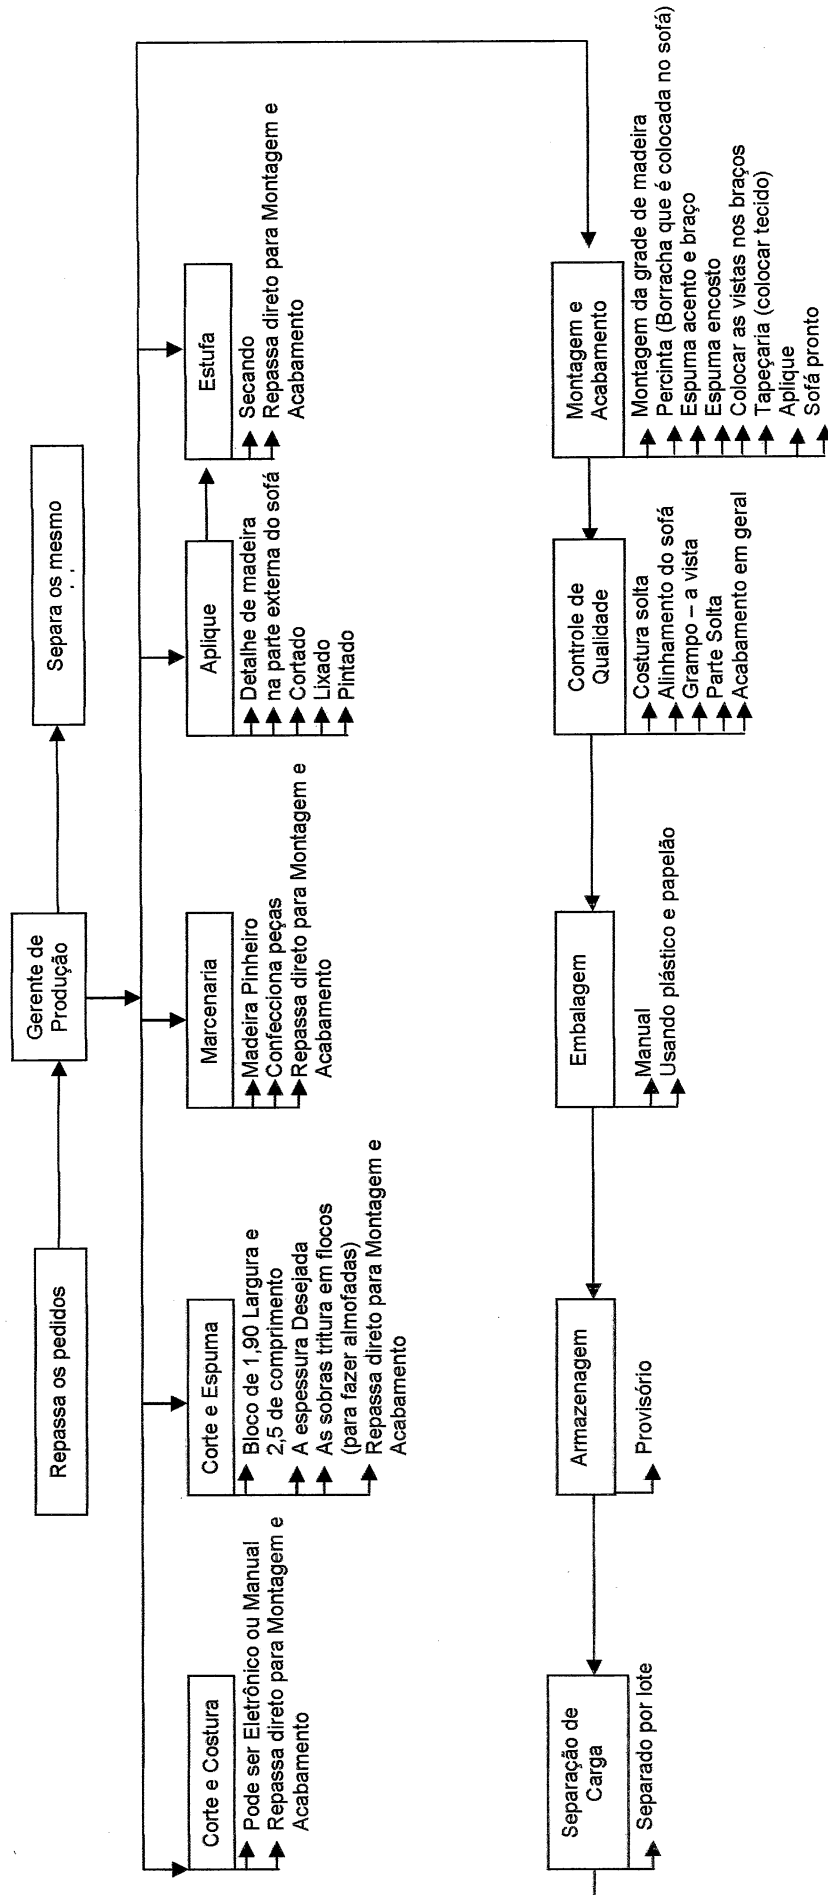 Repassa os pedidos
Gerente de
Produção
Separa os mesmo
Corte e Costura
Pode ser Eletrônico ou Manual
Repassa direto para Montagem e
Acabamento
Corte e Espuma
Bloco de 1,90 Largura e
2,5 de comprimento
A espessura Desejada
As sobras tritura em flocos
(para fazer almofadas)
Repassa direto para Montagem e
Acabamento
Marcenaria
Madeira Pinheiro
Confecciona peças
Repassa direto para Montagem e
Acabamento
Aplique
Detalhe de madeira
na parte externa do sofá
Cortado
Lixado
Pintado
Estufa
Secando
Repassa direto para Montagem e
Acabamento
Separação de
Carga
Separado por lote
Armazenagem
Provisório
Embalagem
Manual
Usando plástico e papelão
Controle de
Qualidade
Costura solta
Alinhamento do sofá
Grampo – a vista
Parte Solta
Acabamento em geral
Montagem e
Acabamento
Montagem da grade de madeira
Percinta (Borracha que é colocada no sofá)
Espuma acento e braço
Espuma encosto
Colocar as vistas nos braços
Tapeçaria (colocar tecido)
Aplique
Sofá pronto